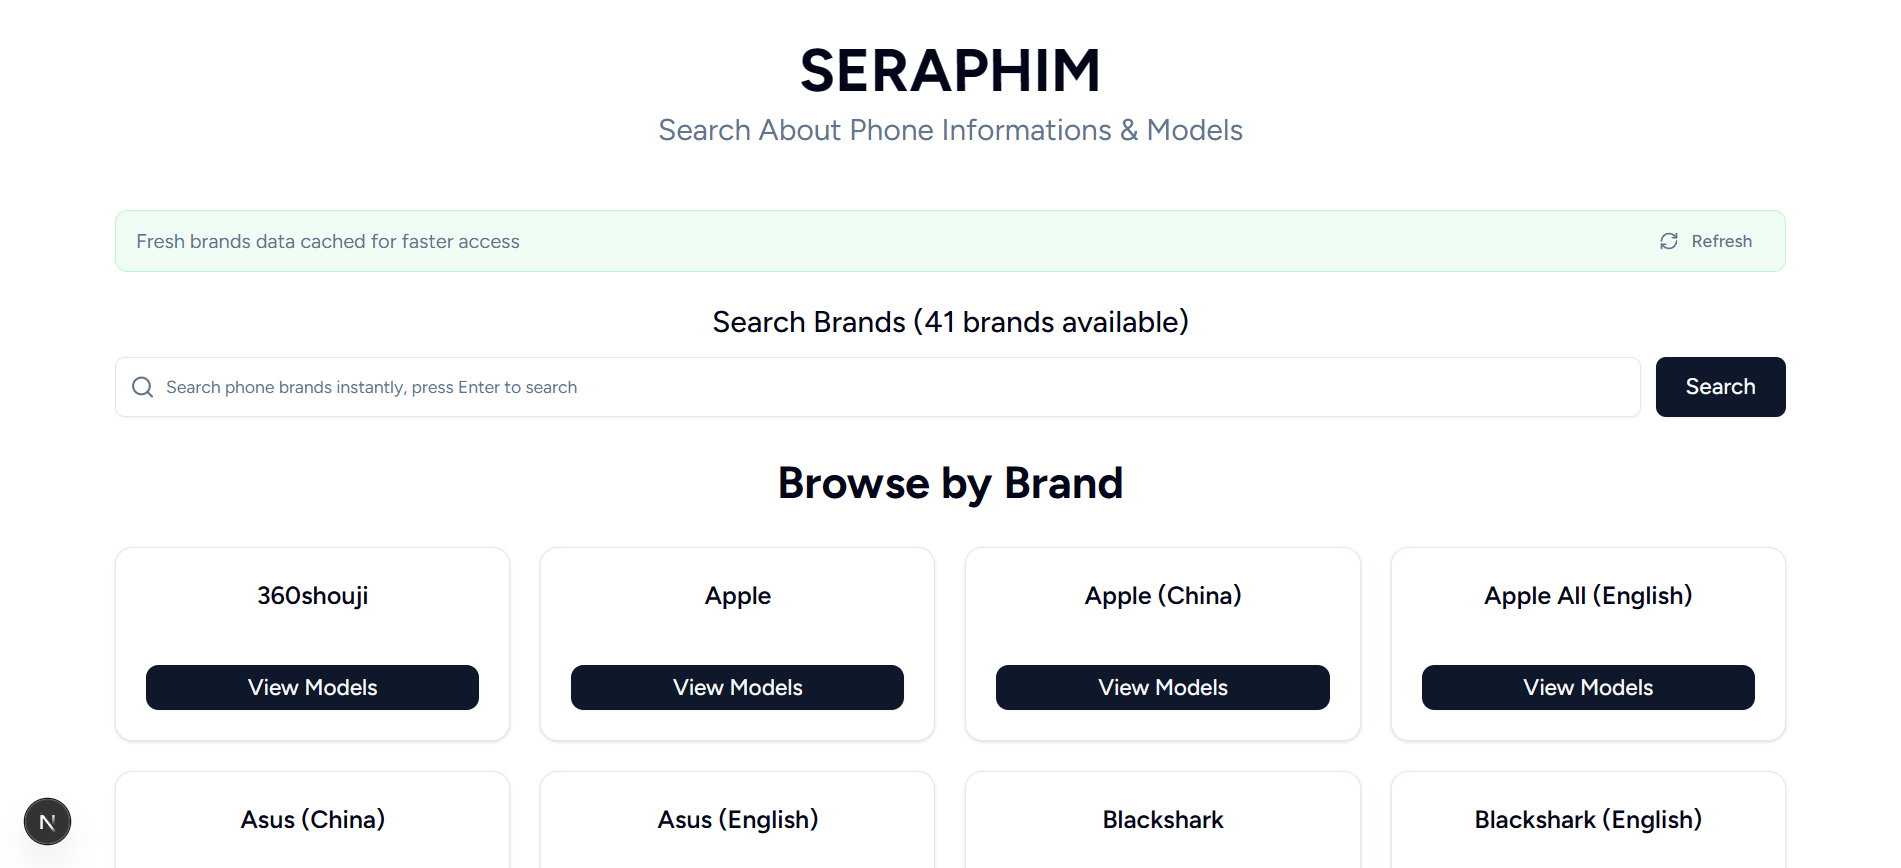 SERAPHIM
Search About Phone Informations & Models
Fresh brands data cached for faster access
Refresh
Search Brands (41 brands available)
Search phone brands instantly, press Enter to search
Search
Browse by Brand
360shouji
Apple
Apple (China)
Apple All (English)
View Models
View Models
View Models
View Models
Asus (China)
Asus (English)
Blackshark
Blackshark (English)
N